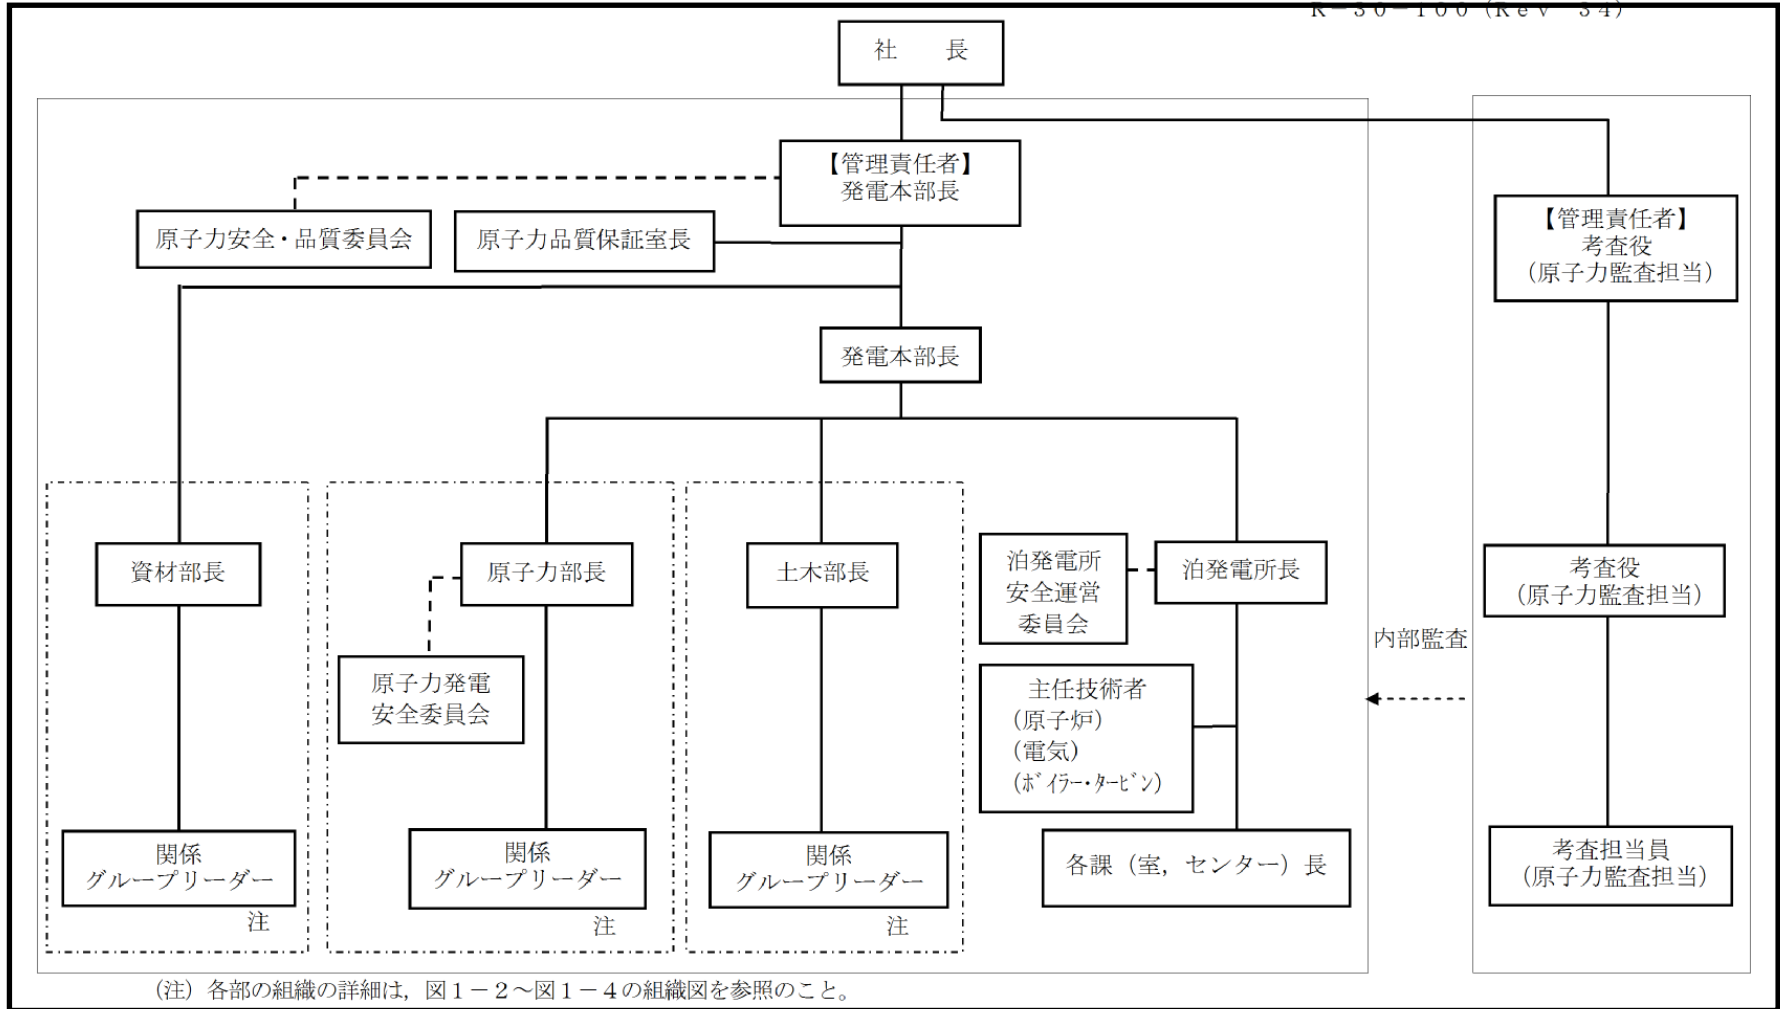 R－30－100（Rev 34）
社　　長
【管理責任者】
発電本部長
原子力安全・品質委員会
原子力品質保証室長
【管理責任者】
考査役
（原子力監査担当）
発電本部長
資材部長
原子力部長
土木部長
泊発電所
安全運営
委員会
泊発電所長
考査役
（原子力監査担当）
内部監査
原子力発電
安全委員会
主任技術者
（原子炉）
（電気）
（ﾎﾞｲﾗｰ・ﾀｰﾋﾞﾝ）
関係
グループリーダー
注
関係
グループリーダー
注
関係
グループリーダー
注
各課（室，センター）長
考査担当員
（原子力監査担当）
（注）各部の組織の詳細は，図１－２～図１－４の組織図を参照のこと。